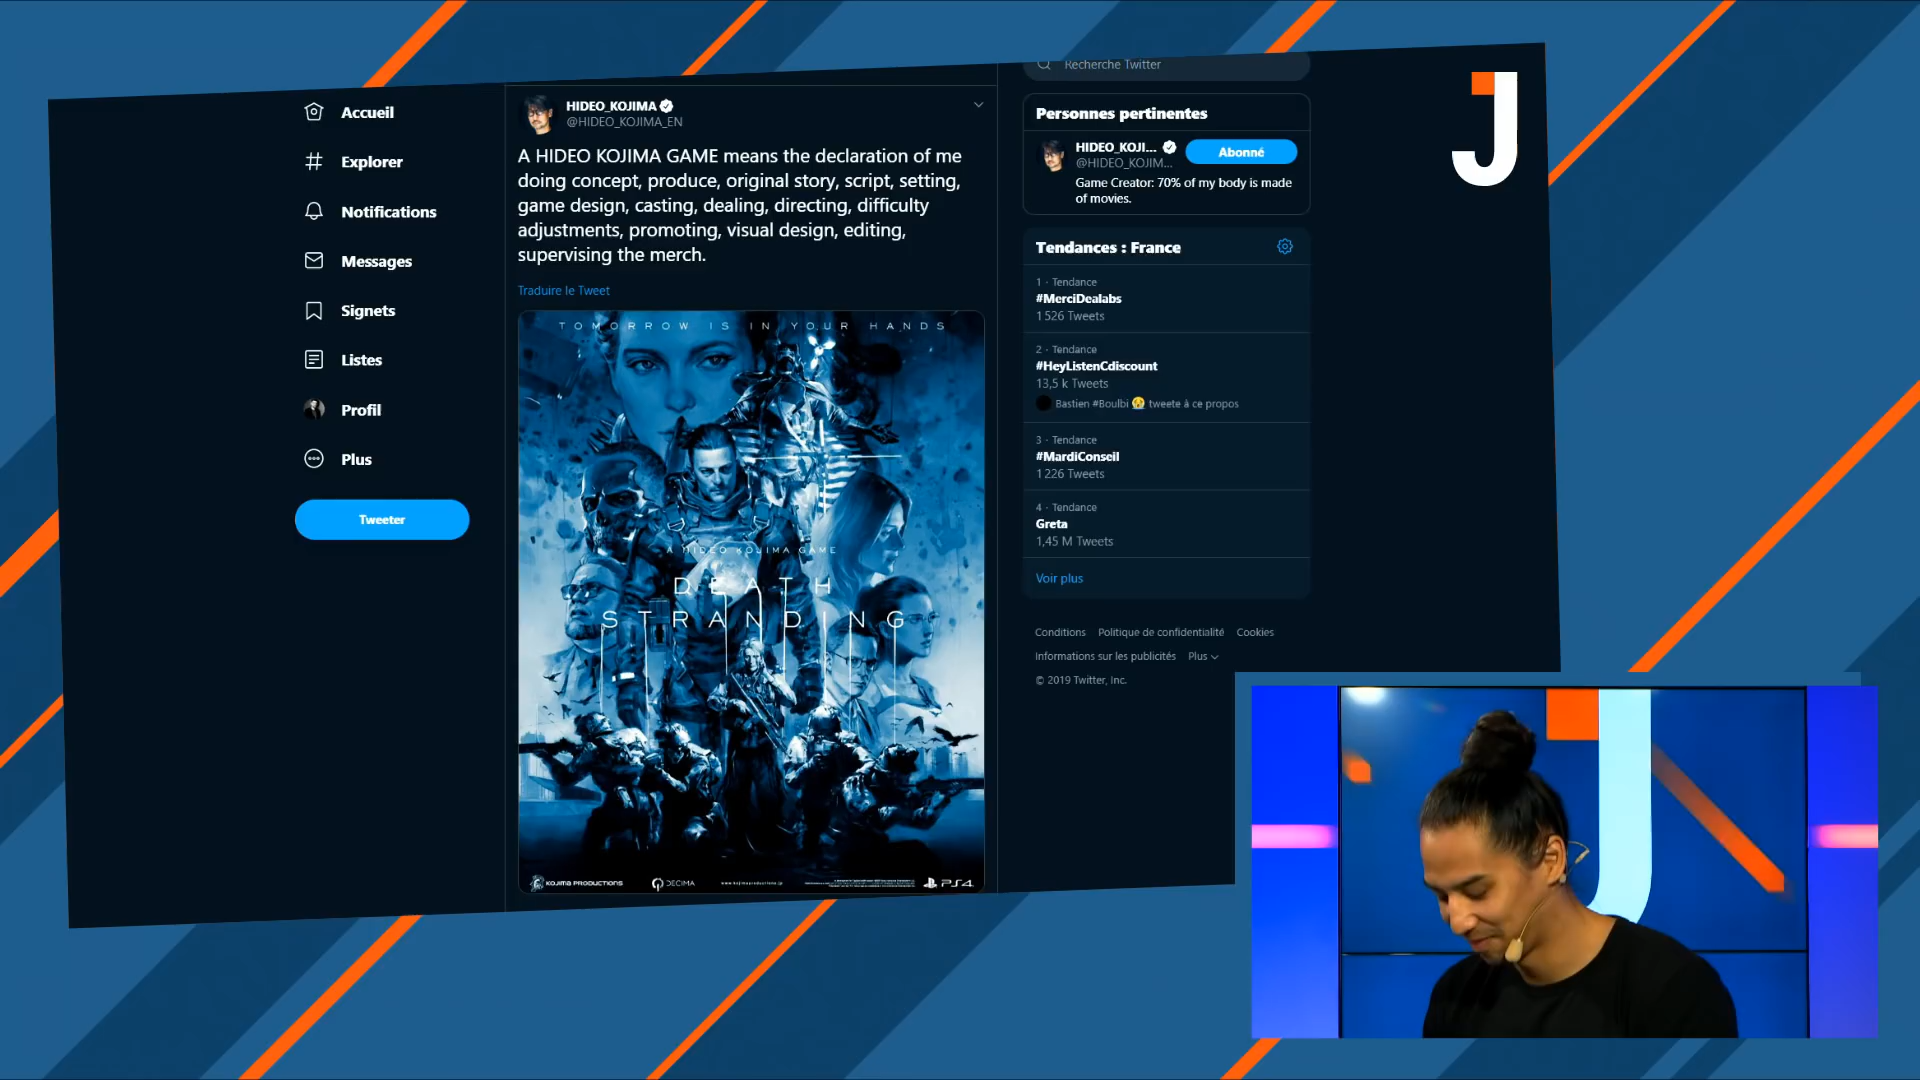 Accueil
Explorer
Notifications
Messages
Signets
Listes
Profil
Plus
Tweeter
HIDEO_KOJIMA
@HIDEO_KOJIMA_EN
A HIDEO KOJIMA GAME means the declaration of me
doing concept, produce, original story, script, setting,
game design, casting, dealing, directing, difficulty
adjustments, promoting, visual design, editing,
supervising the merch.
Traduire le Tweet
TOMORROW IS IN YOUR HANDS
A HIDEO KOJIMA GAME
DEATH
STRANDING
KOJIMA PRODUCTIONS
DECIMA
www.kojimaproductions.jp
PS4
Recherche Twitter
Personnes pertinentes
HIDEO_KOJI...
@HIDEO_KOJIM...
Abonné
Game Creator: 70% of my body is made
of movies.
Tendances : France
1 · Tendance
#MerciDealabs
1 526 Tweets
2 · Tendance
#HeyListenCdiscount
13,5 k Tweets
Bastien #Boulbi 😭 tweete à ce propos
3 · Tendance
#MardiConseil
1 226 Tweets
4 · Tendance
Greta
1,45 M Tweets
Voir plus
Conditions Politique de confidentialité Cookies
Informations sur les publicités Plus
© 2019 Twitter, Inc.
J